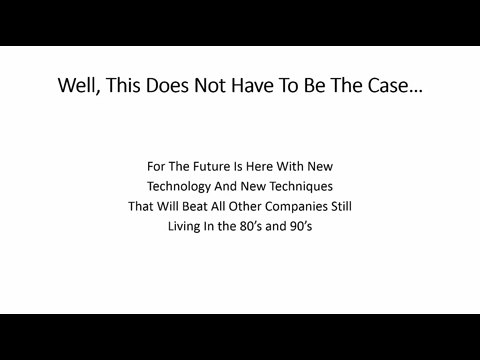 Well, This Does Not Have To Be The Case…
For The Future Is Here With New
Technology And New Techniques
That Will Beat All Other Companies Still
Living In the 80’s and 90’s